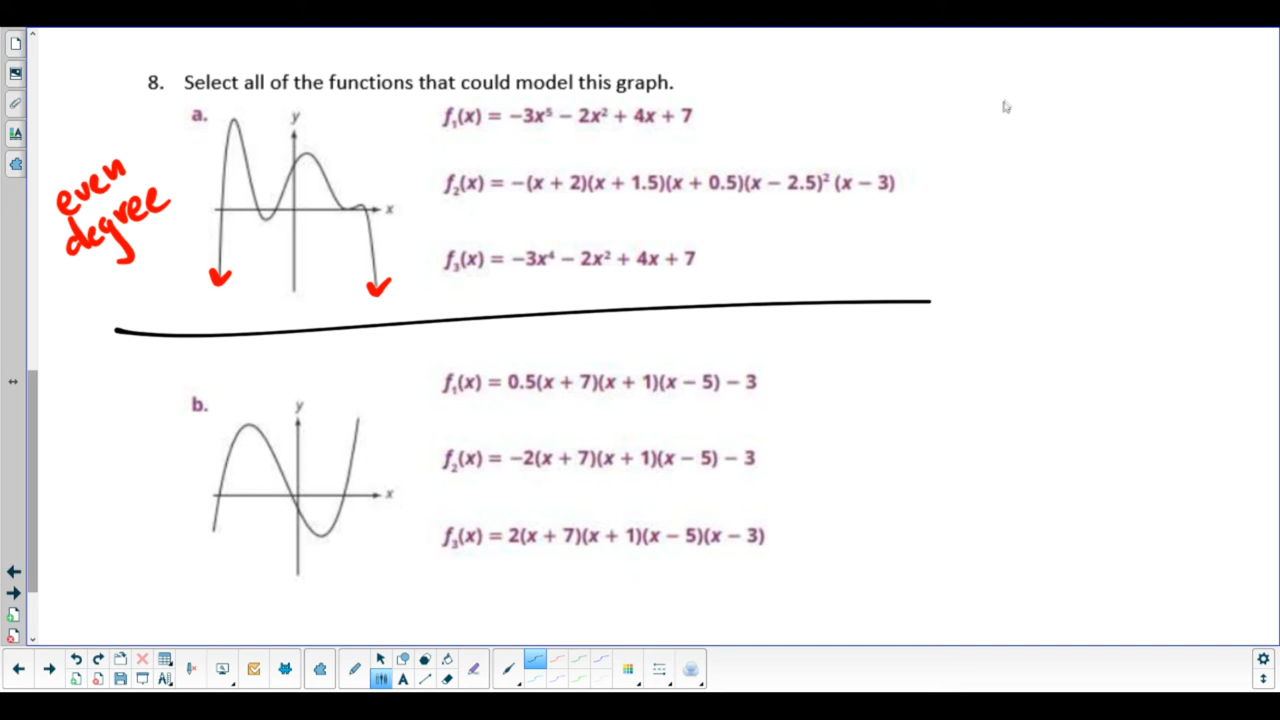 8. Select all of the functions that could model this graph.
a.
y
x
even
degree
f₁(x) = −3x⁵ − 2x² + 4x + 7
f₂(x) = −(x + 2)(x + 1.5)(x + 0.5)(x − 2.5)² (x − 3)
f₃(x) = −3x⁴ − 2x² + 4x + 7
b.
y
x
f₁(x) = 0.5(x + 7)(x + 1)(x − 5) − 3
f₂(x) = −2(x + 7)(x + 1)(x − 5) − 3
f₃(x) = 2(x + 7)(x + 1)(x − 5)(x − 3)